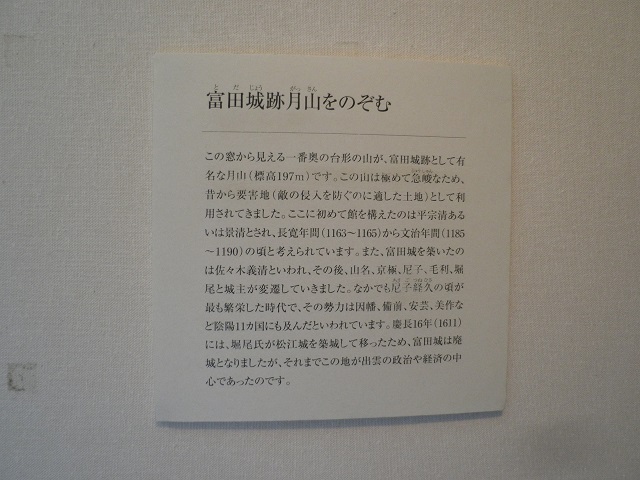 富田城跡月山をのぞむ
この窓から見える一番奥の台形の山が、富田城跡として有
名な月山(標高197m)です。この山は極めて急峻なため、
昔から要害地(敵の侵入を防ぐのに適した土地)として利
用されてきました。ここに初めて館を構えたのは平宗清ある
いは景清とされ、長寛年間(1163～1165)から文治年間(1185
～1190)の頃と考えられています。また、富田城を築いたの
は佐々木義清といわれ、その後、山名、京極、尼子、毛利、堀
尾と城主が変遷していきました。なかでも尼子経久の頃が
最も繁栄した時代で、その勢力は因幡、備前、安芸、美作な
ど陰陽11カ国にも及んだといわれています。慶長16年(1611)
には、堀尾氏が松江城を築城して移ったため、富田城は廃
城となりましたが、それまでこの地が出雲の政治や経済の中
心であったのです。